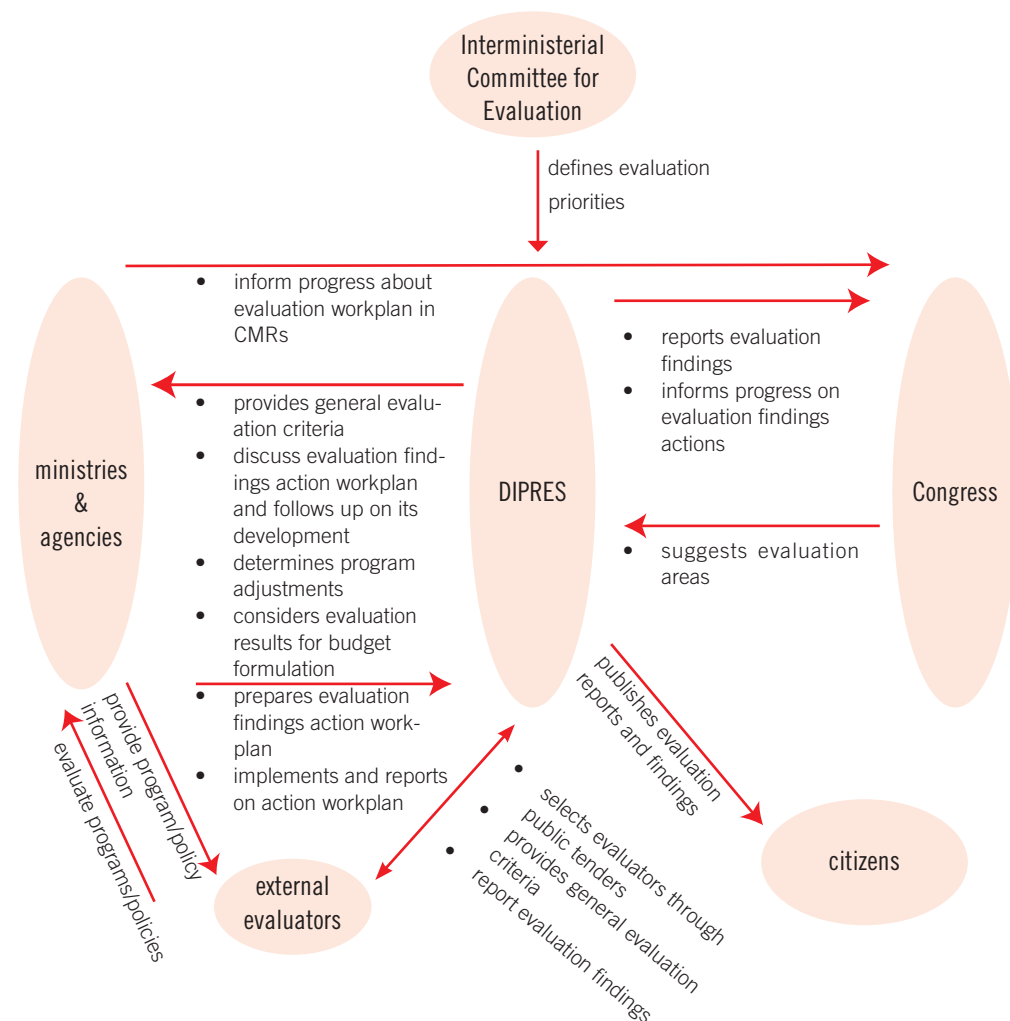 Interministerial
Committee for
Evaluation
defines evaluation
priorities
• inform progress about
evaluation workplan in
CMRs
• reports evaluation
findings
• informs progress on
evaluation findings
actions
• provides general evalu-
ation criteria
• discuss evaluation find-
ings action workplan
and follows up on its
development
• determines program
adjustments
• considers evaluation
results for budget
formulation
• prepares evaluation
findings action work-
plan
• implements and reports
on action workplan
ministries
&
agencies
DIPRES
Congress
• suggests evaluation
areas
publishes evaluation
reports and findings
provide program/policy
information
evaluate programs/policies
external
evaluators
• selects evaluators through
public tenders
• provides general evaluation
criteria
• report evaluation findings
citizens